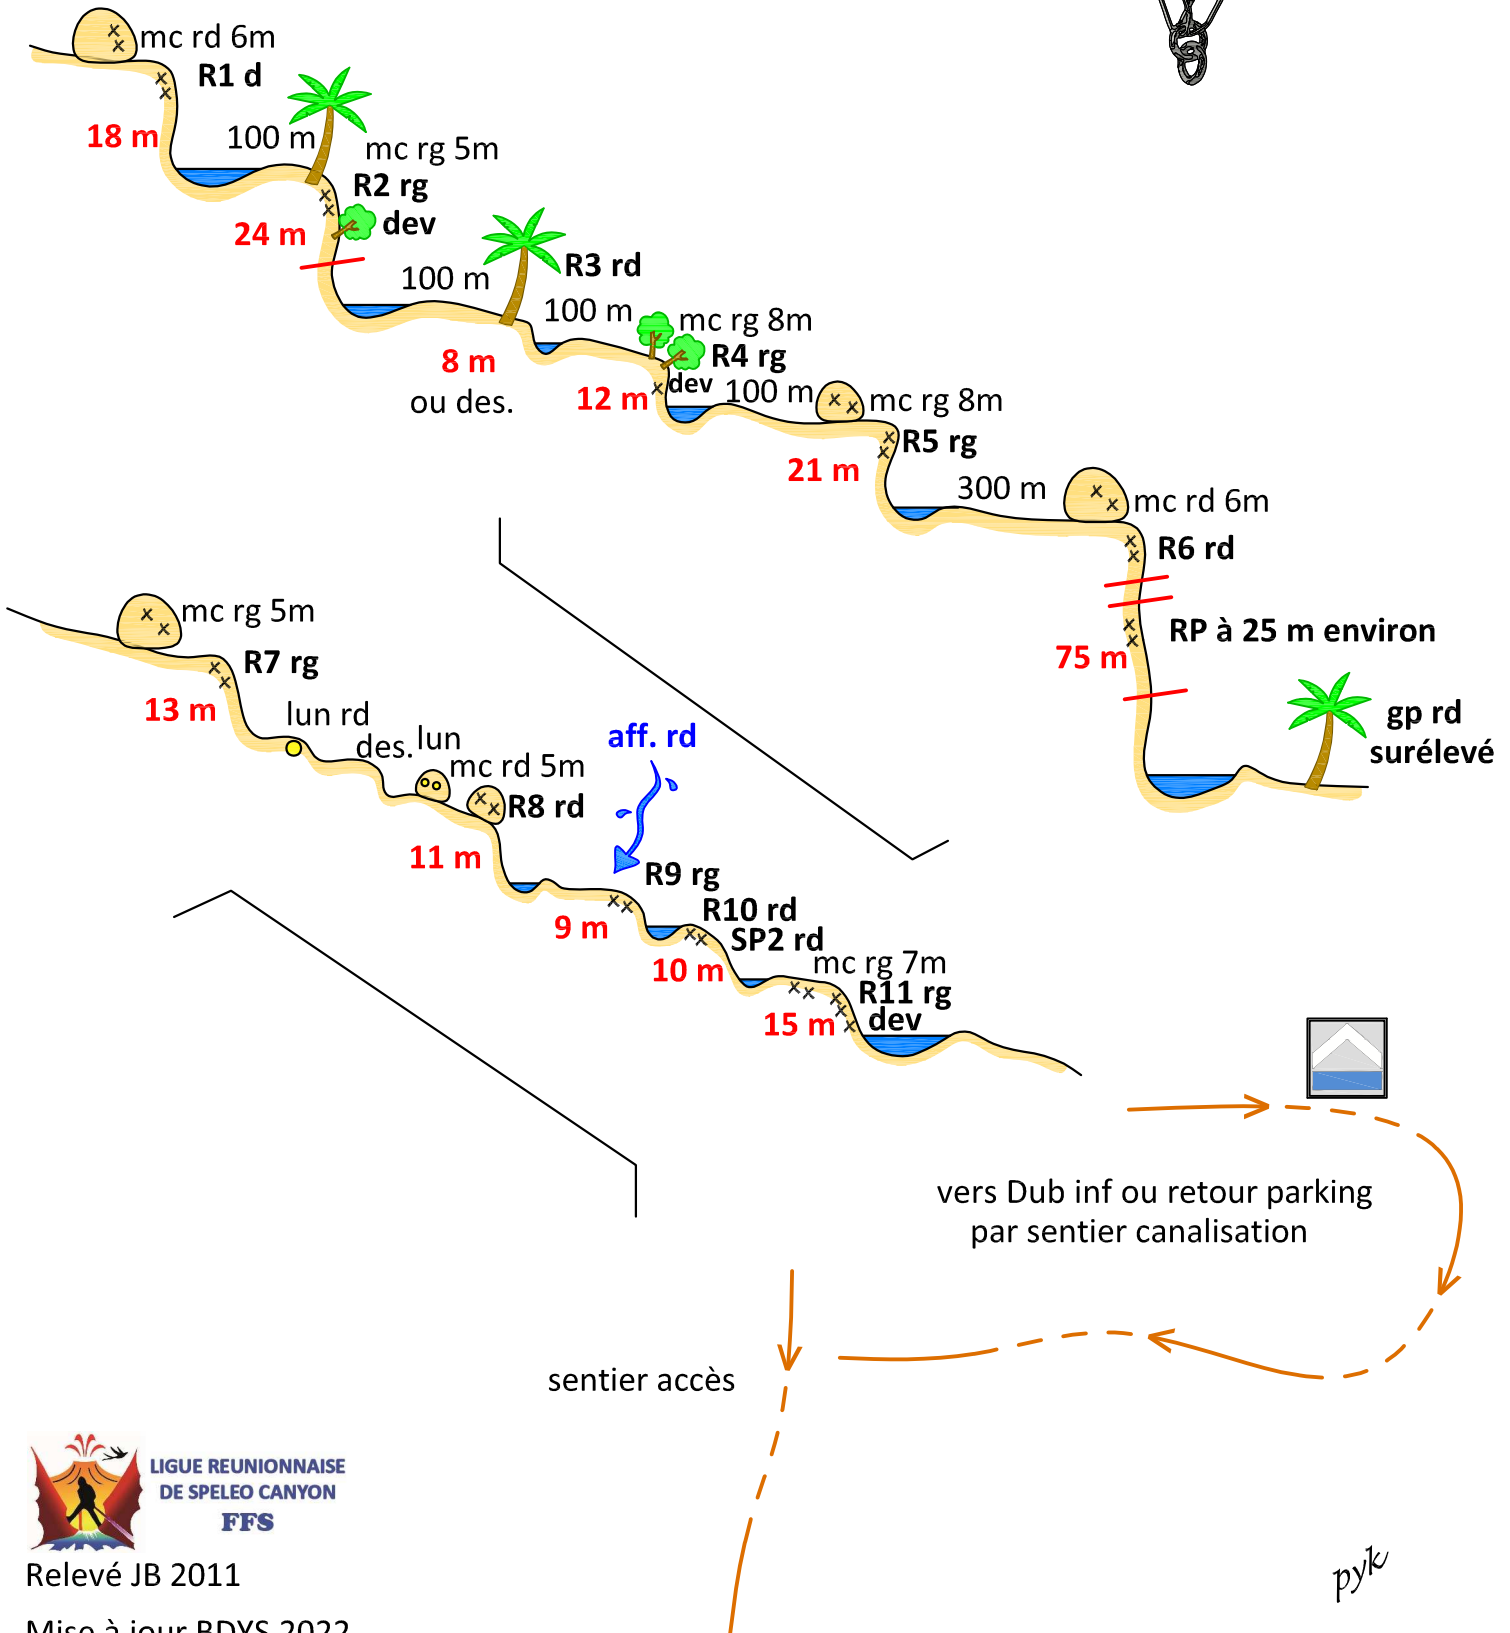 mc rd 6m
R1 d
18 m
100 m
mc rg 5m
R2 rg
dev
24 m
100 m
R3 rd
100 m
8 m
ou des.
mc rg 8m
R4 rg
dev
12 m
100 m
mc rg 8m
R5 rg
21 m
300 m
mc rd 6m
R6 rd
RP à 25 m environ
75 m
gp rd
surélevé
mc rg 5m
R7 rg
13 m
lun rd
des.
lun
mc rd 5m
R8 rd
11 m
aff. rd
R9 rg
9 m
R10 rd
SP2 rd
10 m
mc rg 7m
R11 rg
dev
15 m
vers Dub inf ou retour parking
par sentier canalisation
sentier accès
LIGUE REUNIONNAISE
DE SPELEO CANYON
FFS
Relevé JB 2011
Mise à jour BDYS 2022
pyk